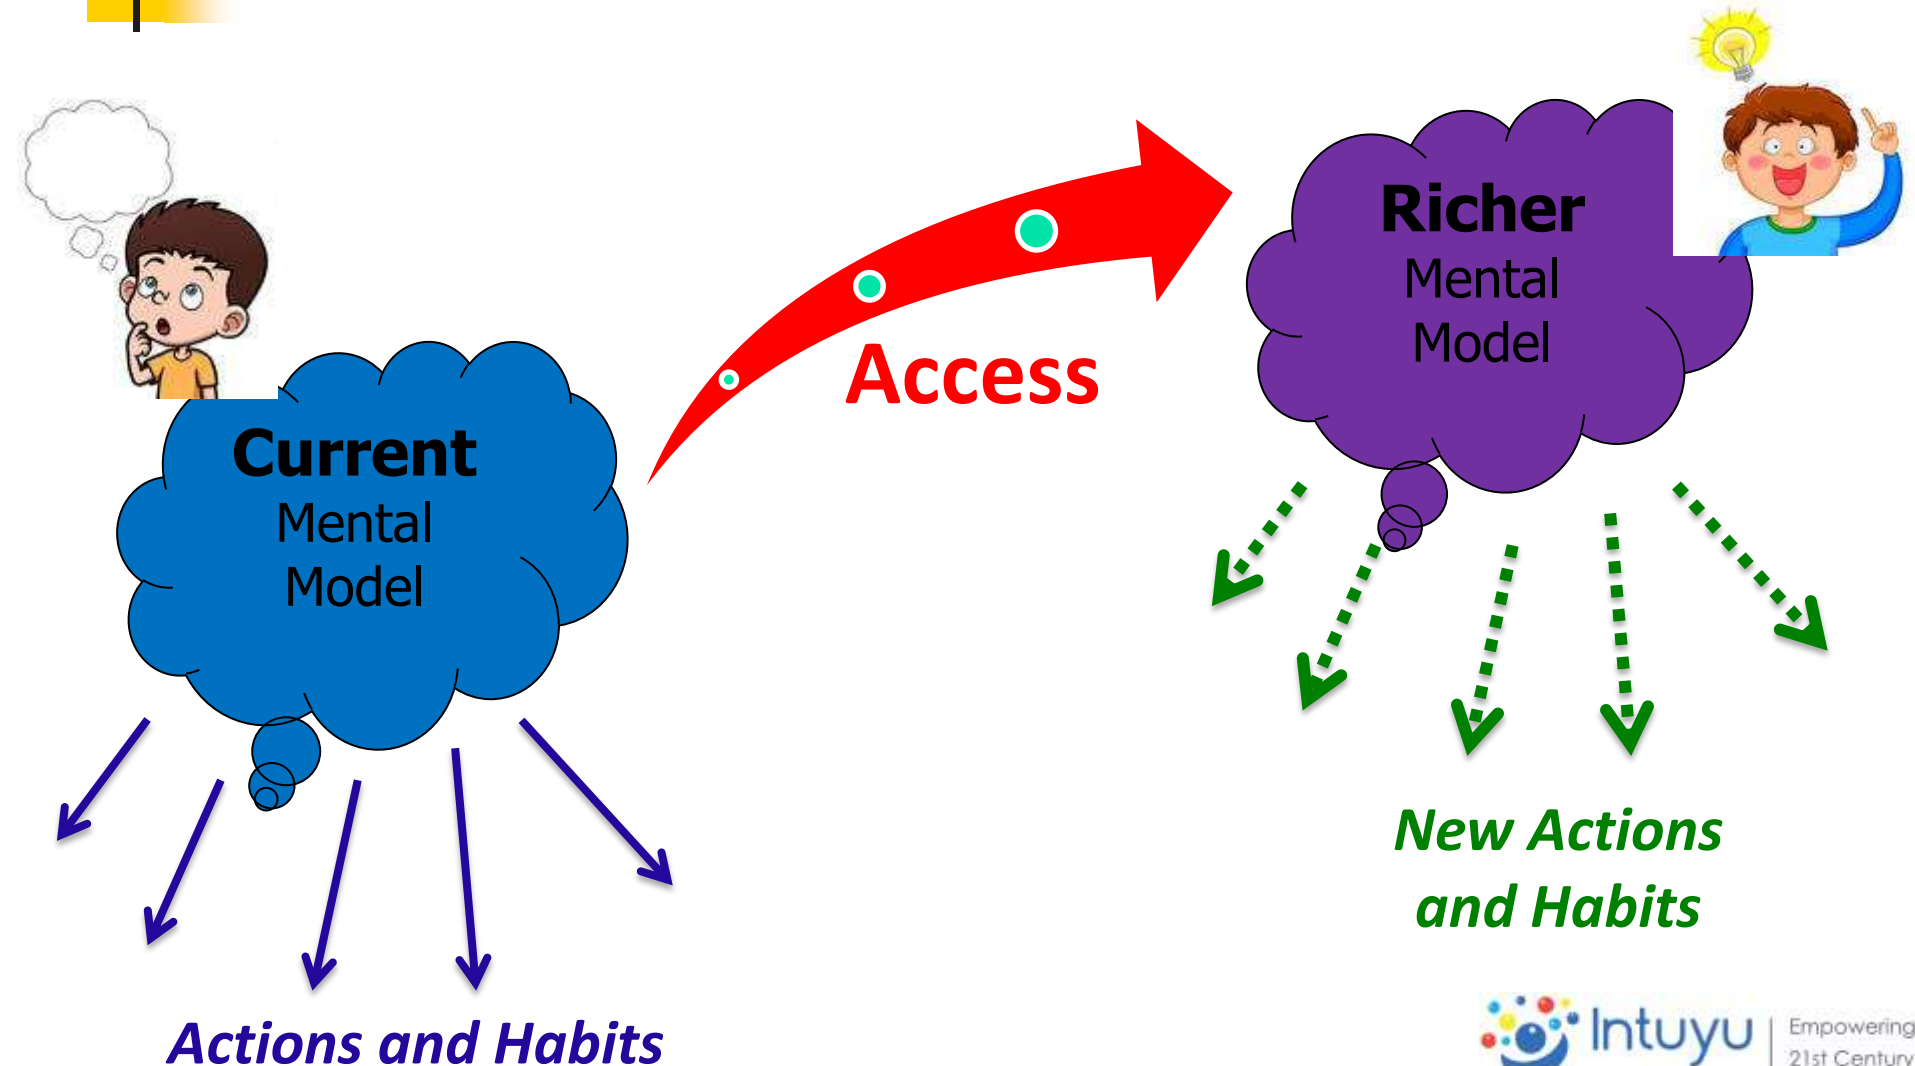 Current
Mental
Model
Access
Richer
Mental
Model
Actions and Habits
New Actions
and Habits
Intuyu
Empowering
21st Century